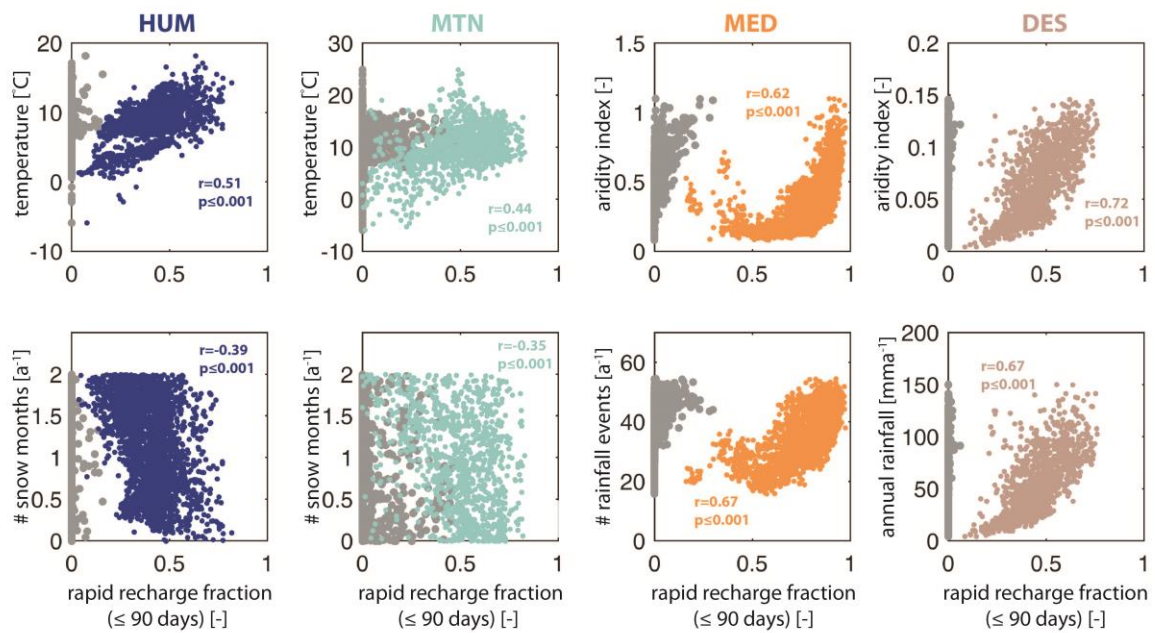 HUM
MTN
MED
DES
20
10
0
-10
temperature [°C]
0
0.5
1
r=0.51
p≤0.001
30
20
10
0
-10
temperature [°C]
0
0.5
1
r=0.44
p≤0.001
1.5
1
0.5
0
aridity index [-]
0
0.5
1
r=0.62
p≤0.001
0.2
0.15
0.1
0.05
0
aridity index [-]
0
0.5
1
r=0.72
p≤0.001
2
1.5
1
0.5
0
# snow months [a⁻¹]
0
0.5
1
r=-0.39
p≤0.001
rapid recharge fraction
(≤ 90 days) [-]
2
1.5
1
0.5
0
# snow months [a⁻¹]
0
0.5
1
r=-0.35
p≤0.001
rapid recharge fraction
(≤ 90 days) [-]
60
40
20
0
# rainfall events [a⁻¹]
0
0.5
1
r=0.67
p≤0.001
rapid recharge fraction
(≤ 90 days) [-]
200
150
100
50
0
annual rainfall [mma⁻¹]
0
0.5
1
r=0.67
p≤0.001
rapid recharge fraction
(≤ 90 days) [-]